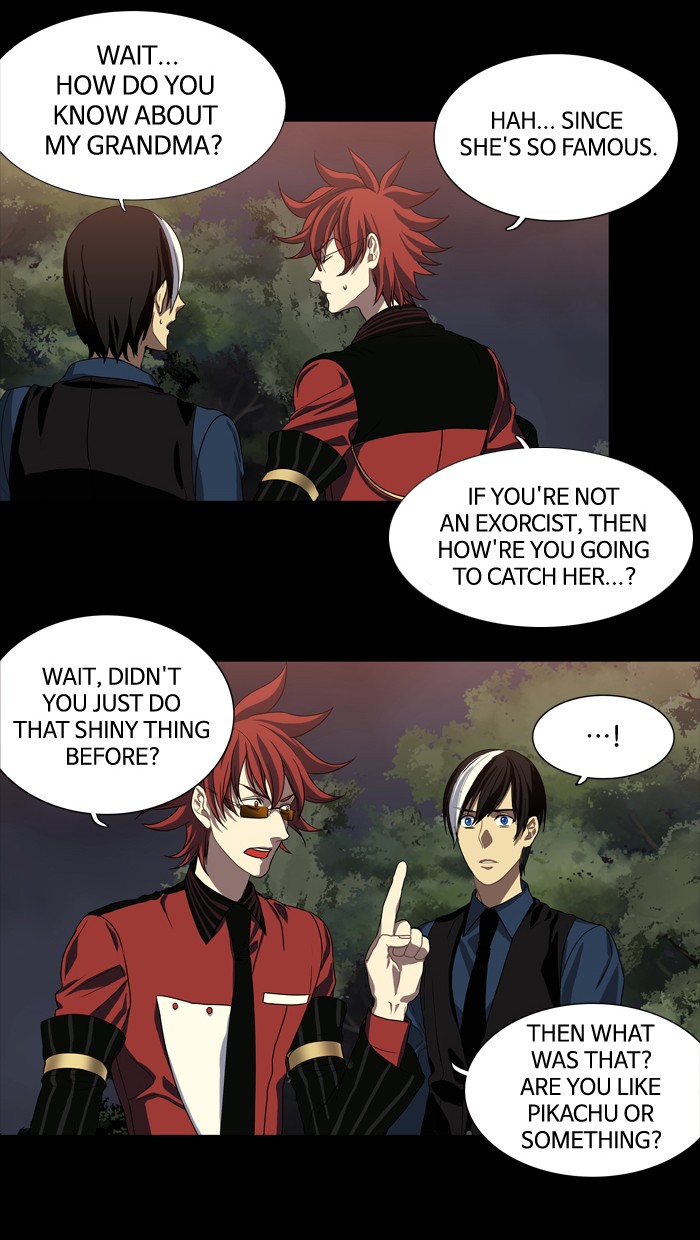 WAIT...
HOW DO YOU
KNOW ABOUT
MY GRANDMA?
HAH... SINCE
SHE'S SO FAMOUS.
IF YOU'RE NOT
AN EXORCIST, THEN
HOW'RE YOU GOING
TO CATCH HER...?
WAIT, DIDN'T
YOU JUST DO
THAT SHINY THING
BEFORE?
...!
THEN WHAT
WAS THAT?
ARE YOU LIKE
PIKACHU OR
SOMETHING?